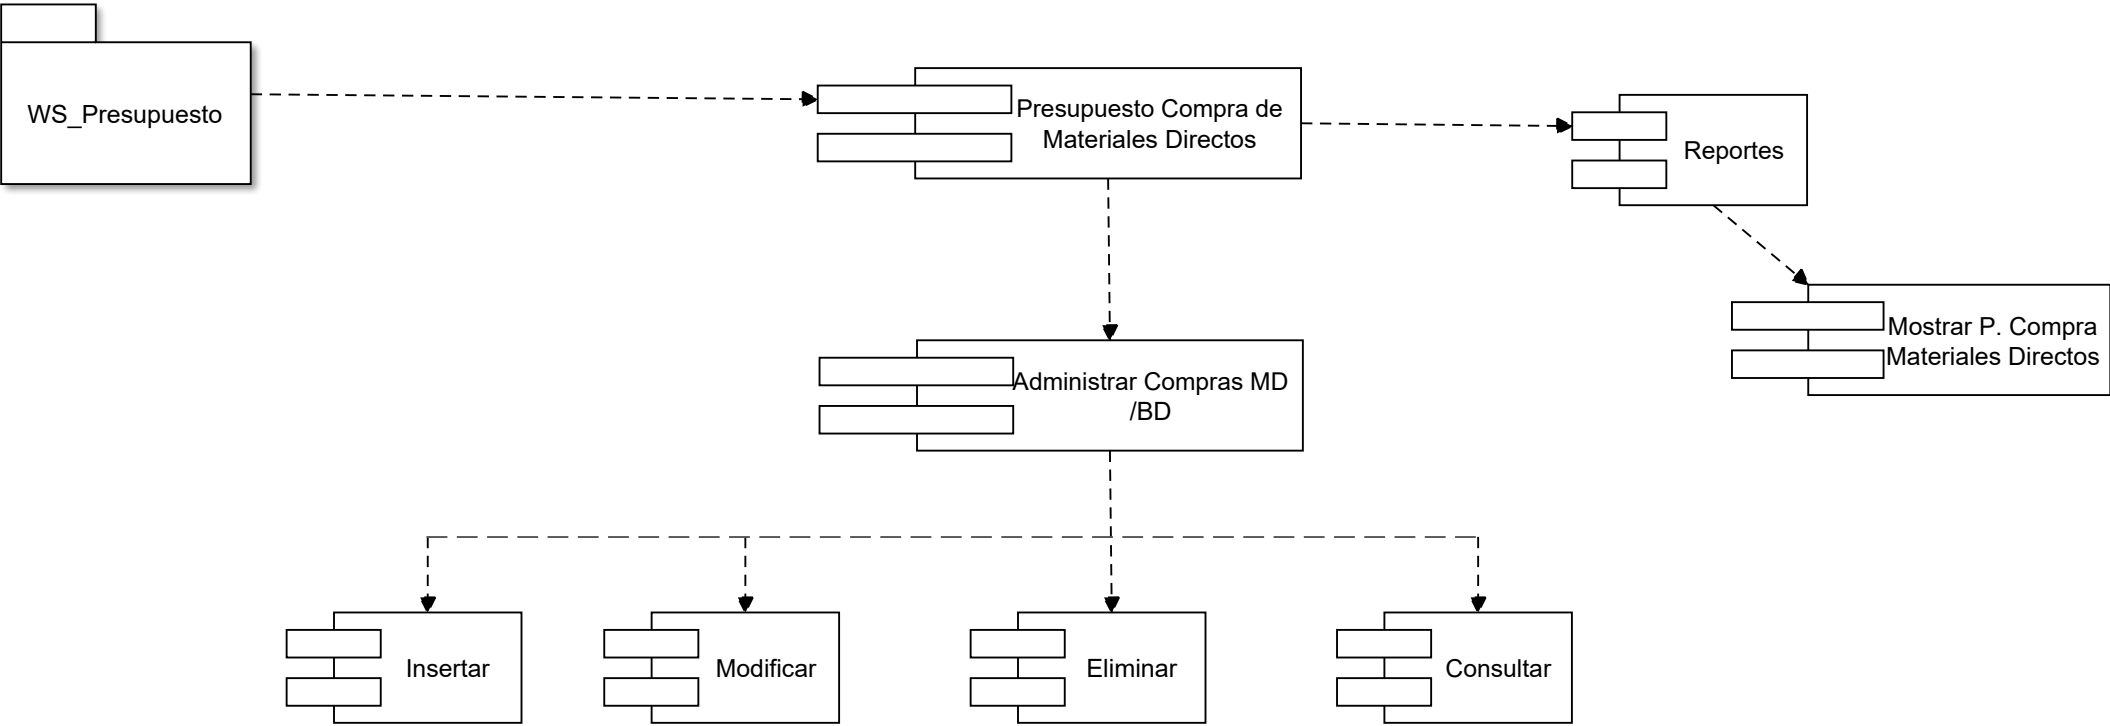 WS_Presupuesto
Presupuesto Compra de
Materiales Directos
Reportes
Mostrar P. Compra
Materiales Directos
Administrar Compras MD
/BD
Insertar
Modificar
Eliminar
Consultar